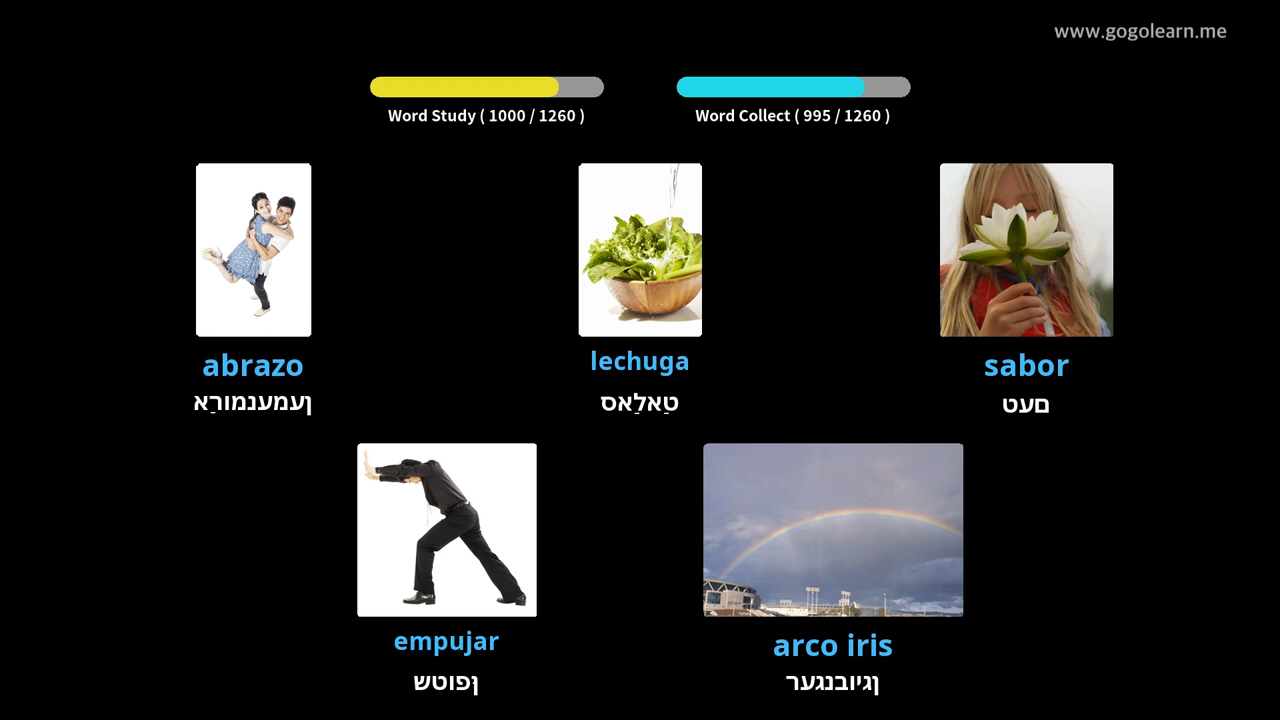 www.gogolearn.me
Word Study ( 1000 / 1260 )
Word Collect ( 995 / 1260 )
abrazo
ןעמענמורַא
lechuga
טַאלַאס
sabor
םעט
empujar
ןּפוטש
arco iris
ןגיובנגער